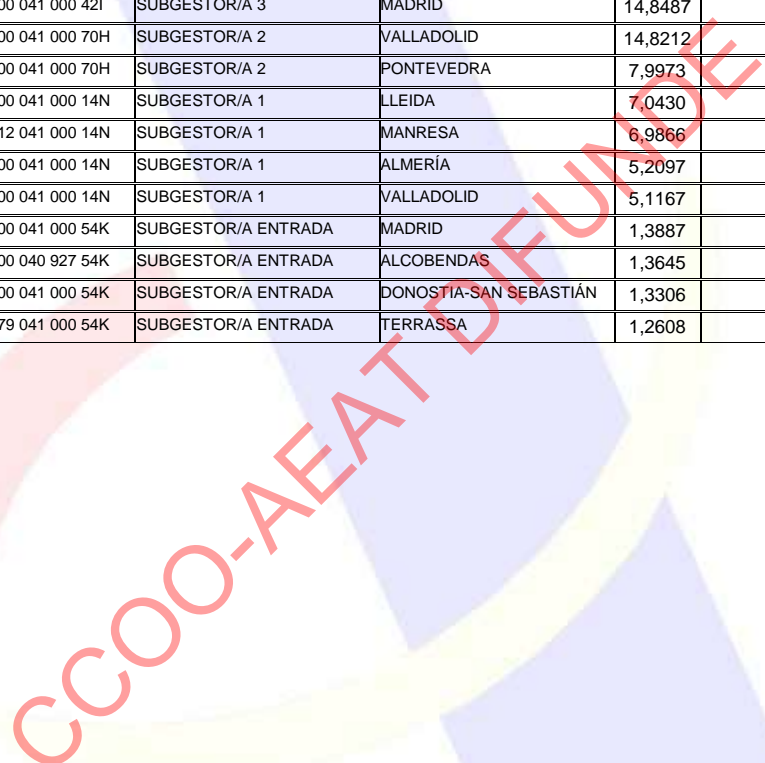 00 041 000 42I SUBGESTOR/A 3 MADRID 14,8487
00 041 000 70H SUBGESTOR/A 2 VALLADOLID 14,8212
00 041 000 70H SUBGESTOR/A 2 PONTEVEDRA 7,9973
00 041 000 14N SUBGESTOR/A 1 LLEIDA 7,0430
12 041 000 14N SUBGESTOR/A 1 MANRESA 6,9866
00 041 000 14N SUBGESTOR/A 1 ALMERÍA 5,2097
00 041 000 14N SUBGESTOR/A 1 VALLADOLID 5,1167
00 041 000 54K SUBGESTOR/A ENTRADA MADRID 1,3887
00 040 927 54K SUBGESTOR/A ENTRADA ALCOBENDAS 1,3645
00 041 000 54K SUBGESTOR/A ENTRADA DONOSTIA-SAN SEBASTIÁN 1,3306
79 041 000 54K SUBGESTOR/A ENTRADA TERRASSA 1,2608
CCOO-AEAT DIFUNDE